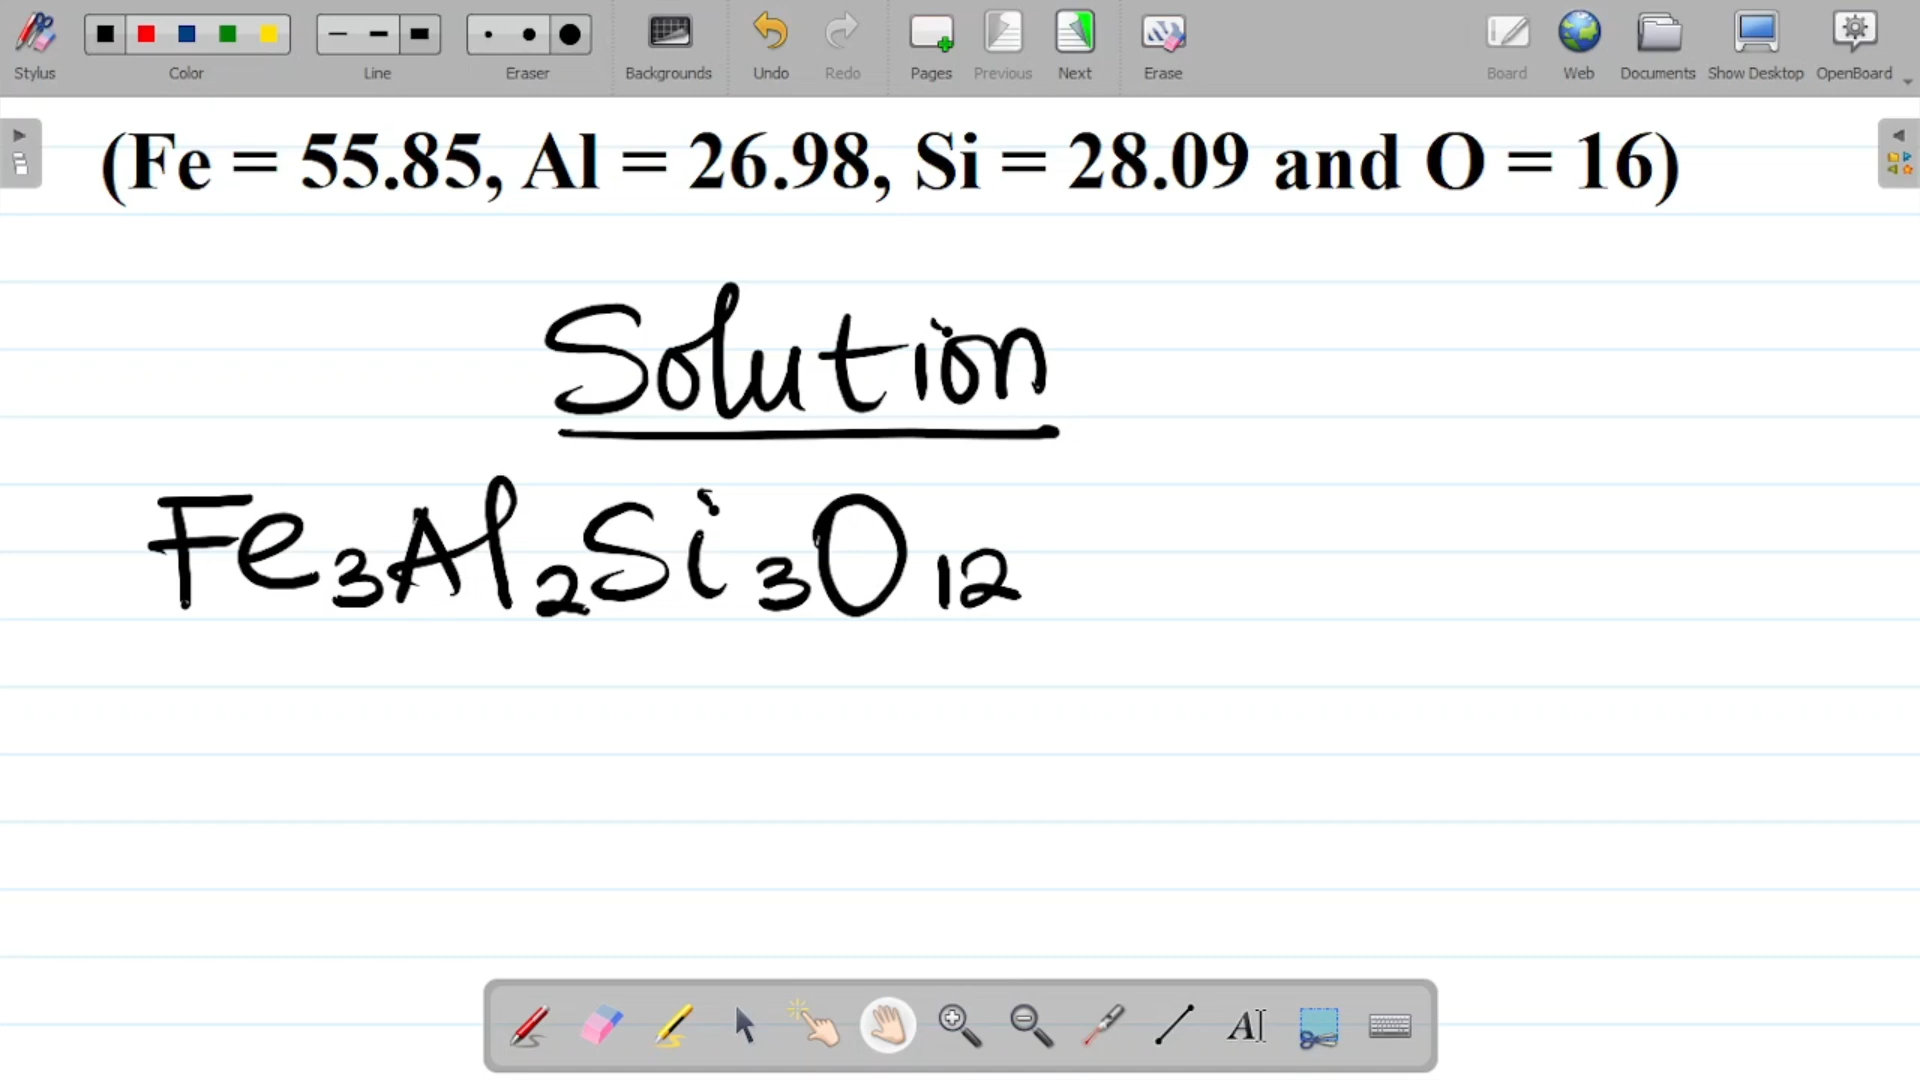 Stylus Color Line Eraser Backgrounds Undo Redo Pages Previous Next Erase Board Web Documents Show Desktop OpenBoard
(Fe = 55.85, Al = 26.98, Si = 28.09 and O = 16)
Solution
Fe₃Al₂Si₃O₁₂